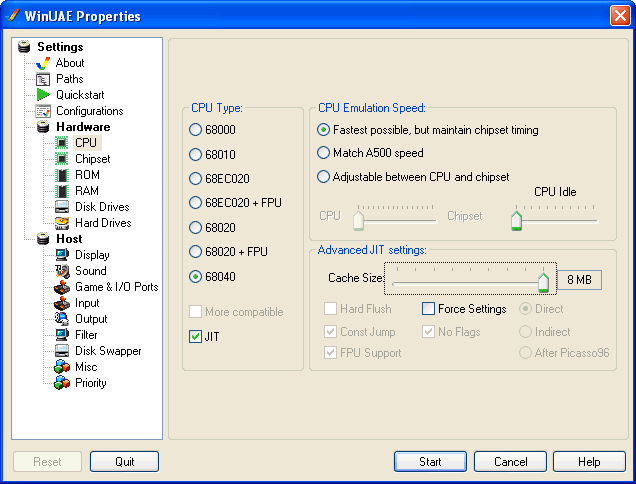 WinUAE Properties
Settings
About
Paths
Quickstart
Configurations
Hardware
CPU
Chipset
ROM
RAM
Disk Drives
Hard Drives
Host
Display
Sound
Game & I/O Ports
Input
Output
Filter
Disk Swapper
Misc
Priority
CPU Type:
68000
68010
68EC020
68EC020 + FPU
68020
68020 + FPU
68040
More compatible
JIT
CPU Emulation Speed:
Fastest possible, but maintain chipset timing
Match A500 speed
Adjustable between CPU and chipset
CPU Idle
CPU Chipset
Advanced JIT settings:
Cache Size: 8 MB
Hard Flush Force Settings Direct
Const Jump No Flags Indirect
FPU Support After Picasso96
Reset Quit Start Cancel Help